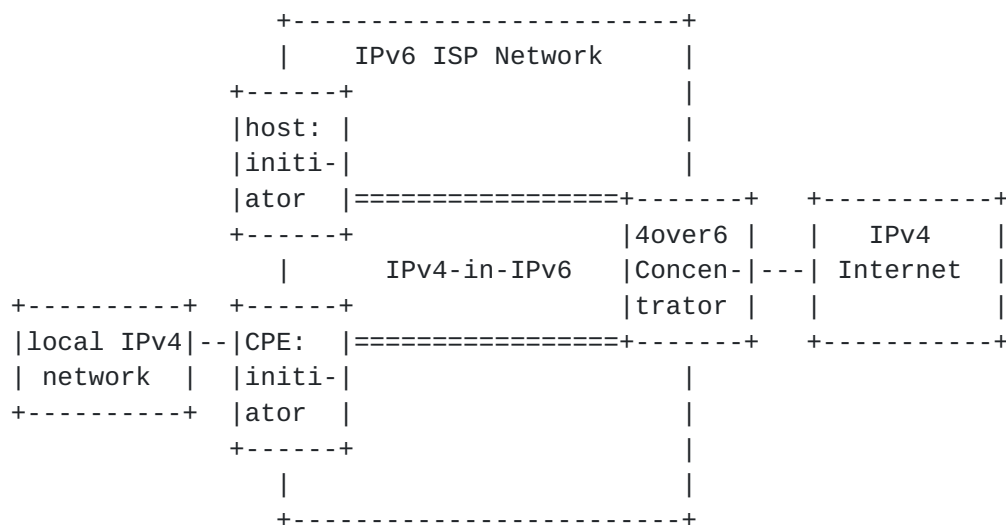 IPv6 ISP Network
host:
initi-
ator
4over6
Concen-
trator
IPv4
Internet
IPv4-in-IPv6
local IPv4
network
CPE:
initi-
ator